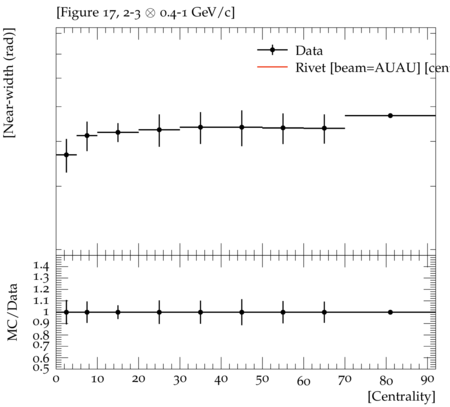 [Figure 17, 2-3 ⊗ 0.4-1 GeV/c]
[Near-width (rad)]
Data
Rivet [beam=AUAU] [cen
MC/Data
1.4
1.3
1.2
1.1
1
0.9
0.8
0.7
0.6
0.5
0 10 20 30 40 50 60 70 80 90
[Centrality]